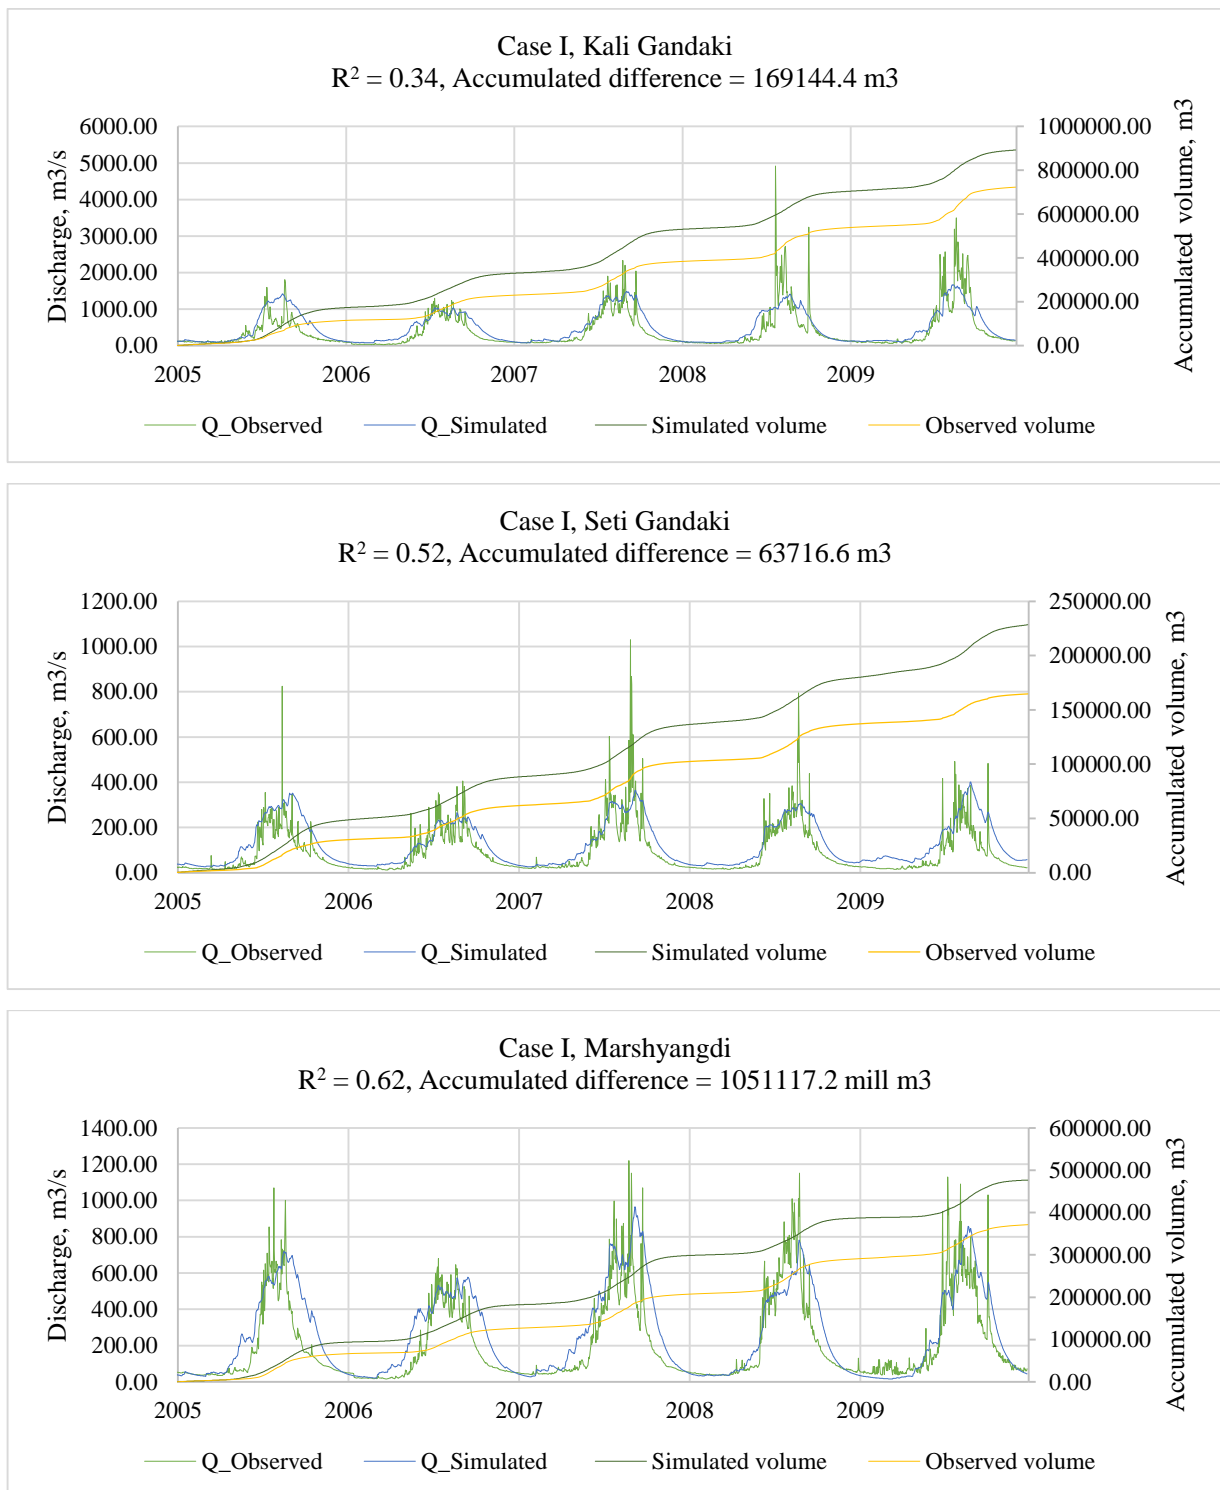 Case I, Kali Gandaki
R² = 0.34, Accumulated difference = 169144.4 m3
Discharge, m3/s
6000.00
5000.00
4000.00
3000.00
2000.00
1000.00
0.00
1000000.00
800000.00
600000.00
400000.00
200000.00
0.00
Accumulated volume, m3
2005 2006 2007 2008 2009
Q_Observed Q_Simulated Simulated volume Observed volume
Case I, Seti Gandaki
R² = 0.52, Accumulated difference = 63716.6 m3
Discharge, m3/s
1200.00
1000.00
800.00
600.00
400.00
200.00
0.00
250000.00
200000.00
150000.00
100000.00
50000.00
0.00
Accumulated volume, m3
2005 2006 2007 2008 2009
Q_Observed Q_Simulated Simulated volume Observed volume
Case I, Marshyangdi
R² = 0.62, Accumulated difference = 1051117.2 mill m3
Discharge, m3/s
1400.00
1200.00
1000.00
800.00
600.00
400.00
200.00
0.00
600000.00
500000.00
400000.00
300000.00
200000.00
100000.00
0.00
Accumulated volume, m3
2005 2006 2007 2008 2009
Q_Observed Q_Simulated Simulated volume Observed volume